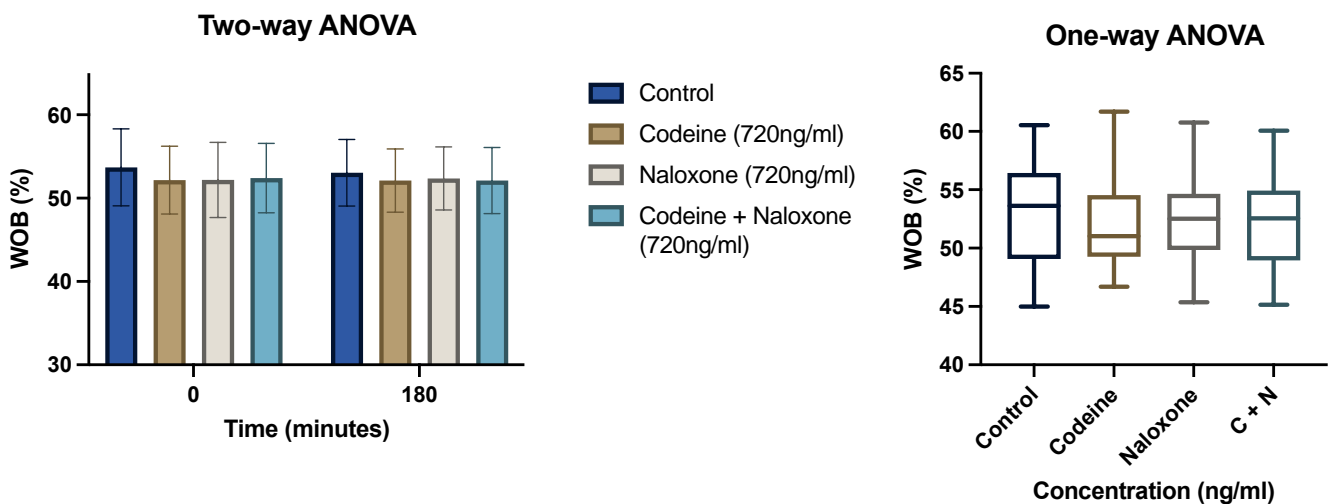 Two-way ANOVA
WOB (%)
60
50
40
30
0
180
Time (minutes)
Control
Codeine (720ng/ml)
Naloxone (720ng/ml)
Codeine + Naloxone
(720ng/ml)
One-way ANOVA
WOB (%)
65
60
55
50
45
40
Control
Codeine
Naloxone
C + N
Concentration (ng/ml)